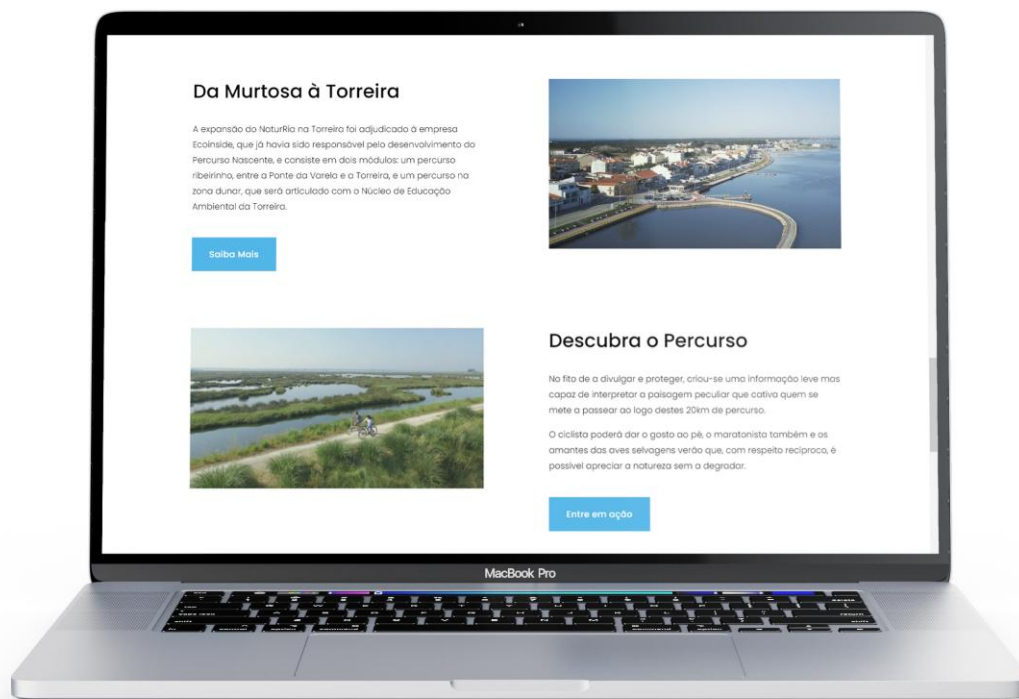 Da Murtosa à Torreira
A expansão do NaturRia na Torreira foi adjudicado à empresa
Ecoinside, que já havia sido responsável pelo desenvolvimento do
Percurso Nascente, e consiste em dois módulos: um percurso
ribeirinho, entre a Ponte da Varela e a Torreira, e um percurso na
zona dunar, que será articulado com o Núcleo de Educação
Ambiental da Torreira.
Saiba Mais
Descubra o Percurso
No fito de a divulgar e proteger, criou-se uma informação leve mas
capaz de interpretar a paisagem peculiar que cativa quem se
mete a passear ao logo destes 20km de percurso.
O ciclista poderá dar o gosto ao pé, o maratonista também e os
amantes das aves selvagens verão que, com respeito recíproco, é
possível apreciar a natureza sem a degradar.
Entre em ação
MacBook Pro